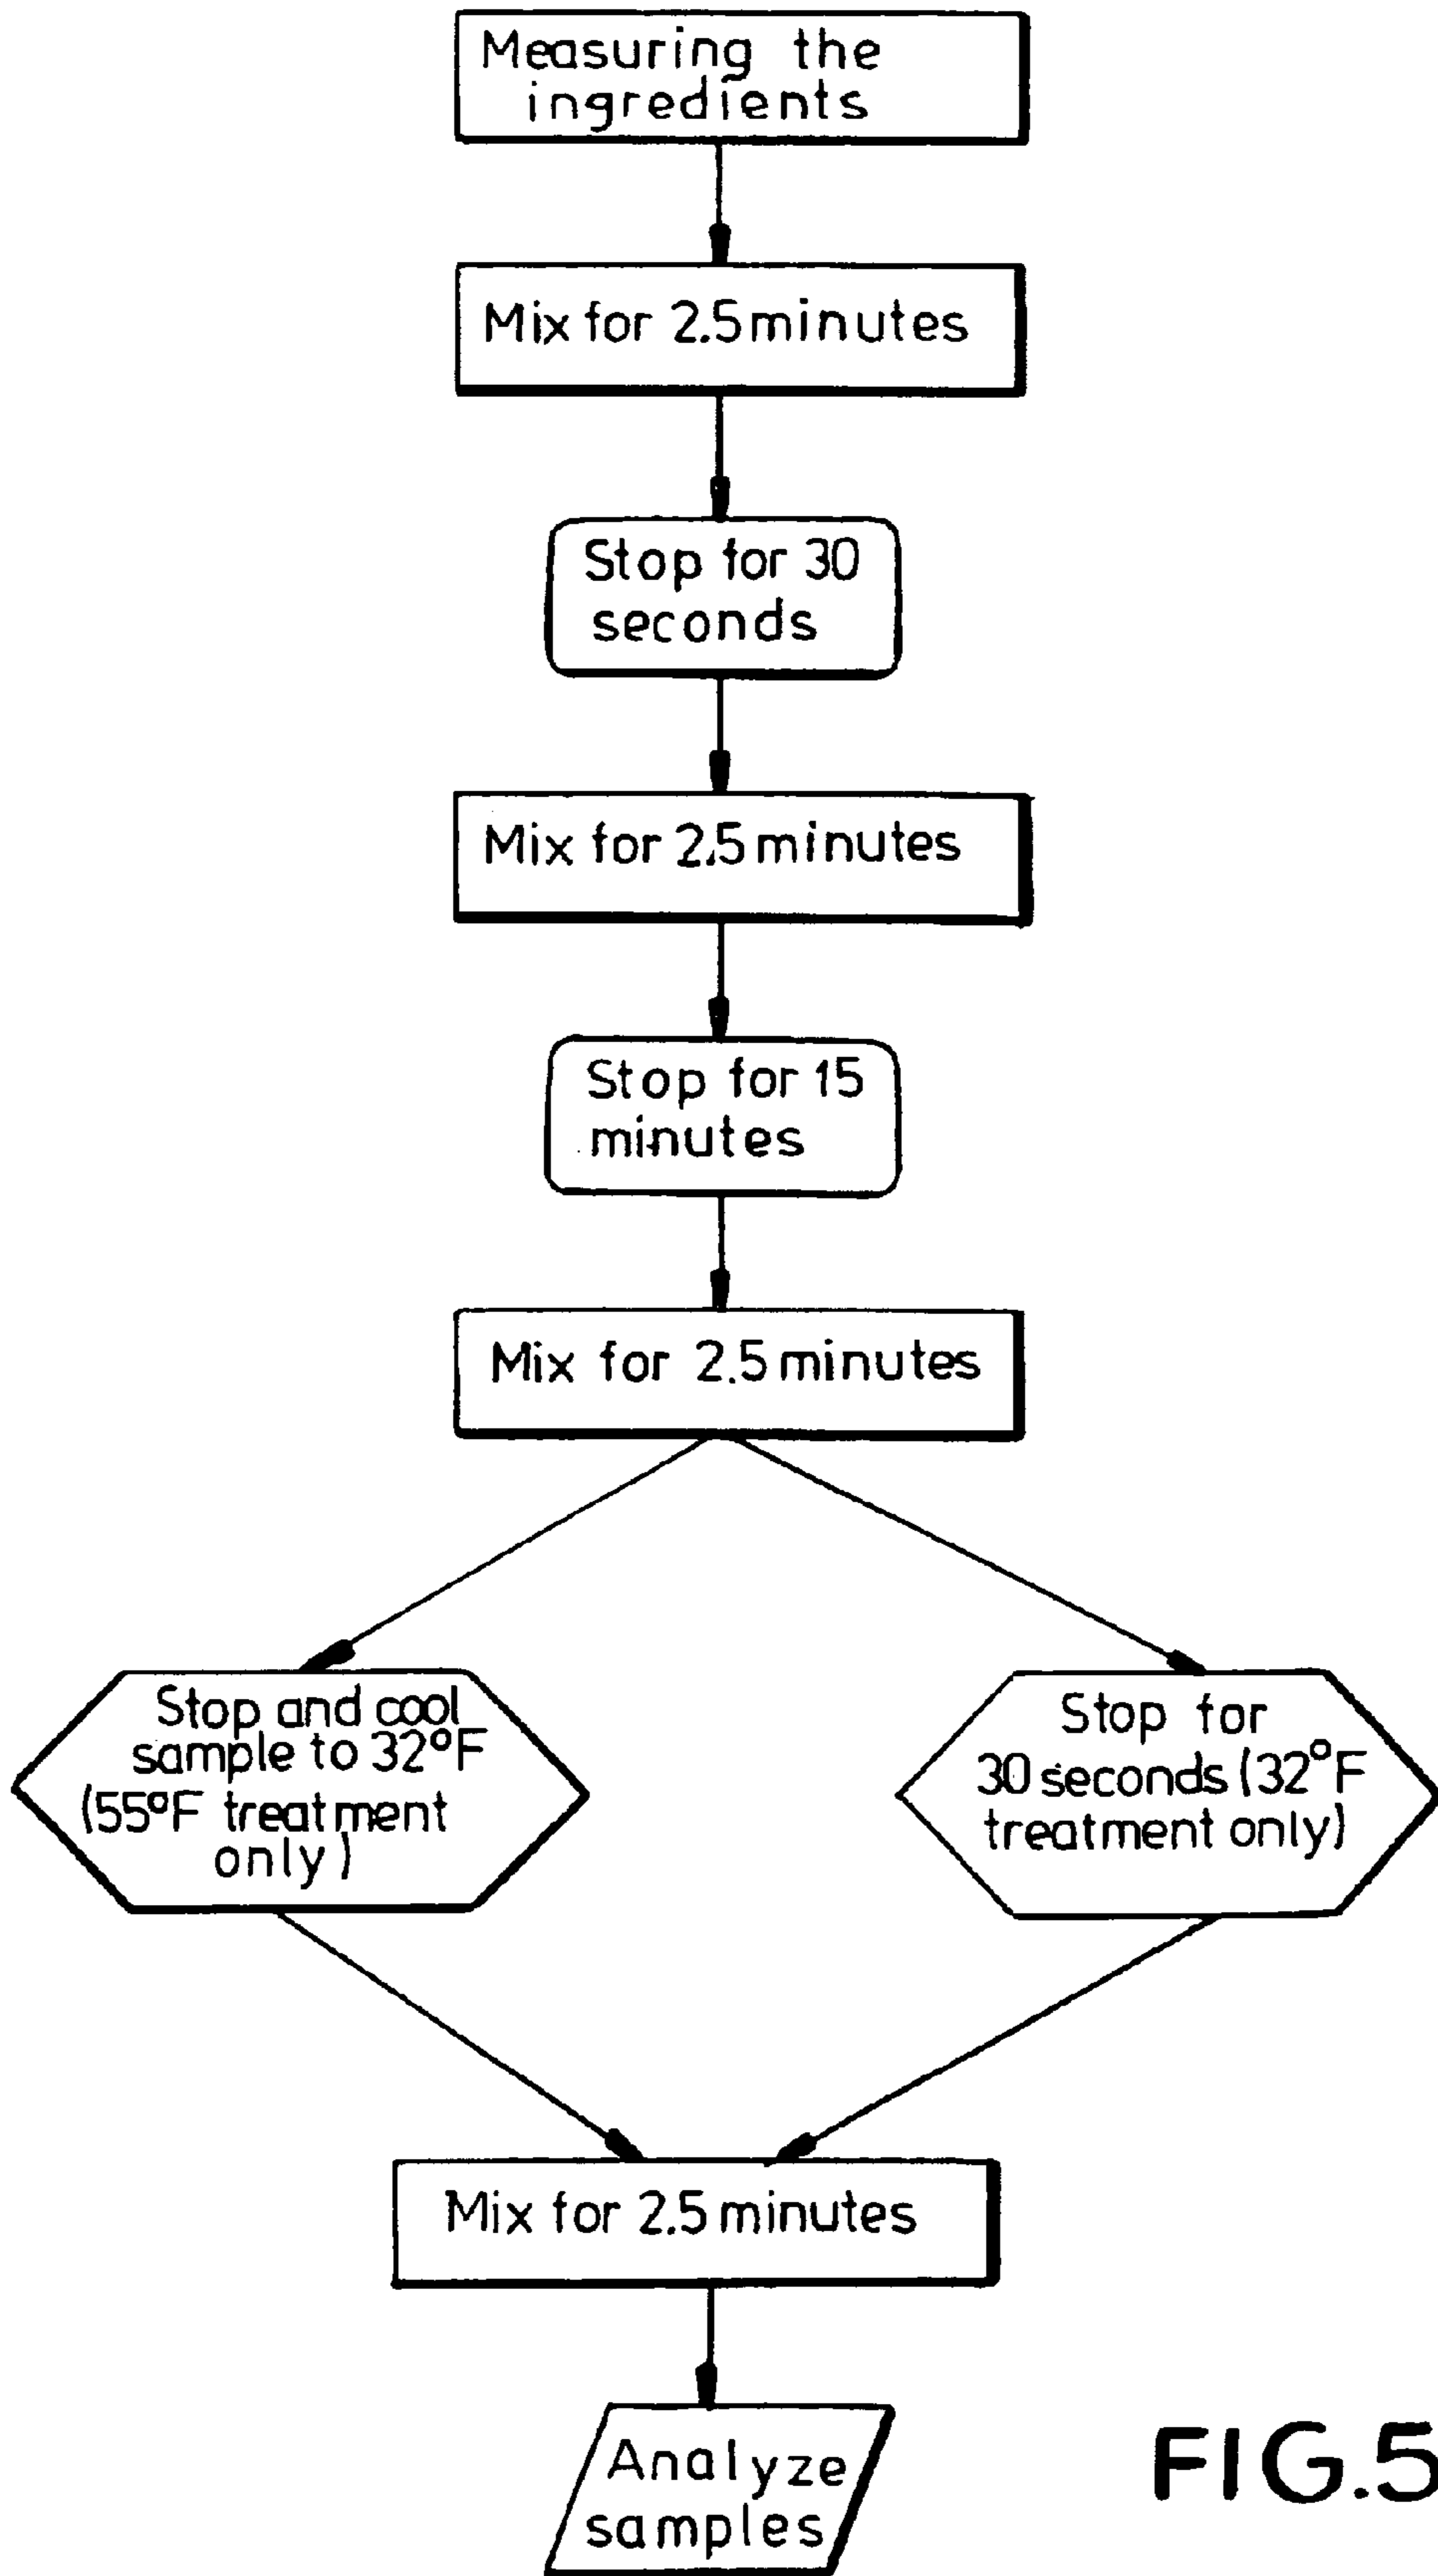 Measuring the
ingredients
Mix for 2.5 minutes
Stop for 30
seconds
Mix for 2.5 minutes
Stop for 15
minutes
Mix for 2.5 minutes
Stop and cool
sample to 32°F
(55°F treatment
only)
Stop for
30 seconds (32°F
treatment only)
Mix for 2.5 minutes
Analyze
samples
FIG.5